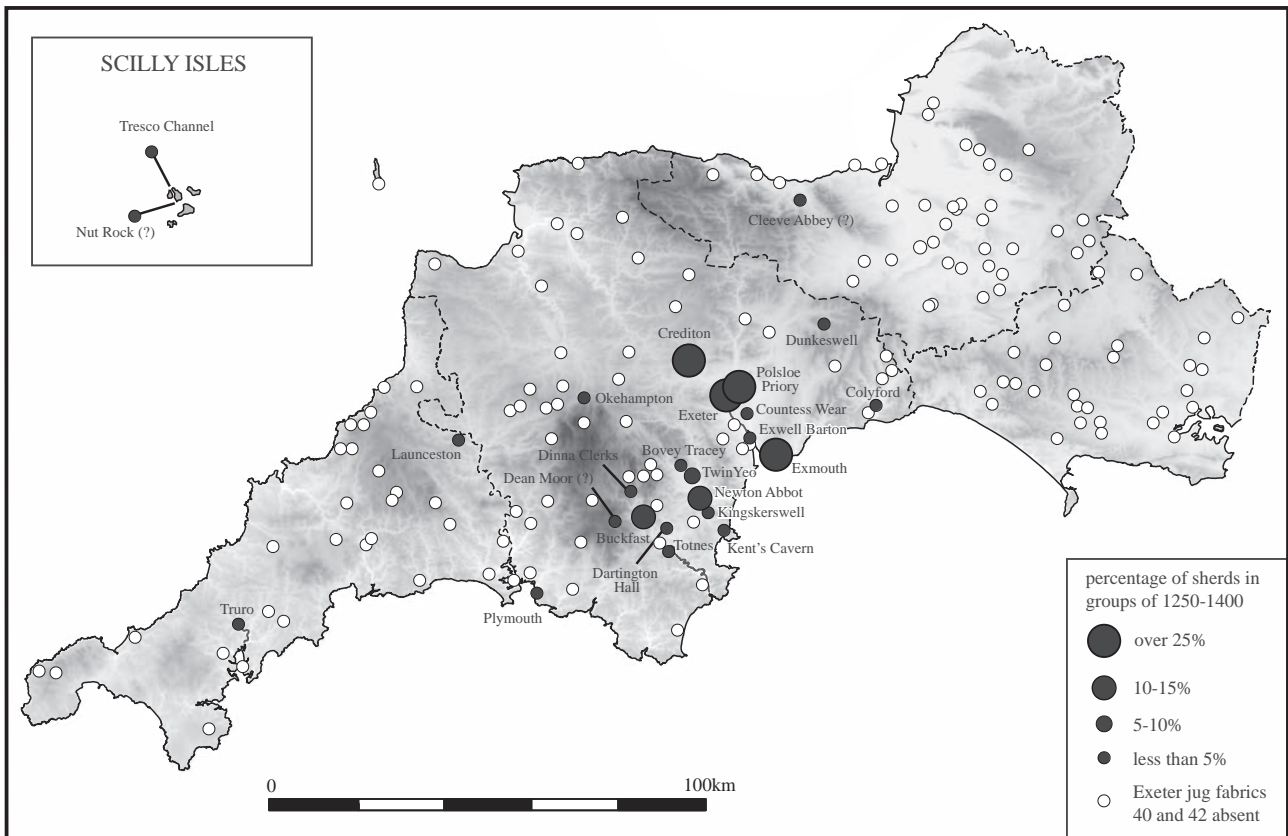 SCILLY ISLES
Tresco Channel
Nut Rock (?)
Cleeve Abbey (?)
Dunkeswell
Crediton
Polsloe
Priory
Colyford
Okehampton
Exeter
Countess Wear
Exwell Barton
Launceston
Bovey Tracey
Dinna Clerks
Exmouth
TwinYeo
Dean Moor (?)
Newton Abbot
Kingskerswell
Buckfast
Kent's Cavern
Totnes
Dartington
Hall
Plymouth
Truro
0
100km
percentage of sherds in
groups of 1250-1400
over 25%
10-15%
5-10%
less than 5%
Exeter jug fabrics
40 and 42 absent